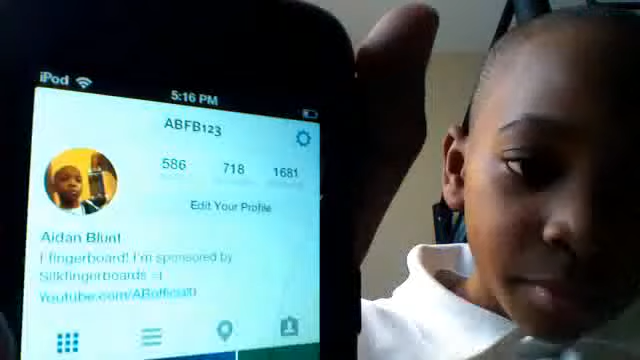 iPod
5:16 PM
ABFB123
586 718 1681
Edit Your Profile
Aidan Blunt
I fingerboard! I'm sponsored by
Silkfingerboards :-)